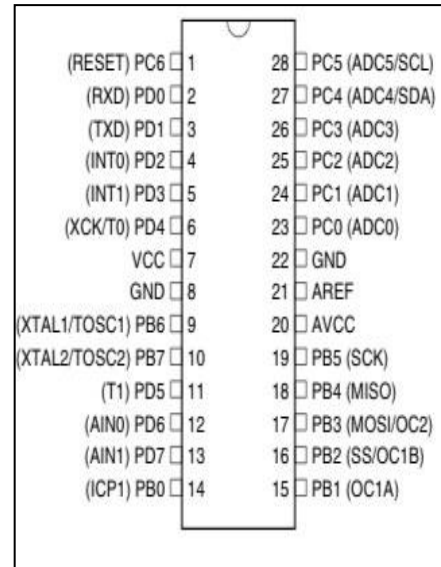 (RESET) PC6 1 28 PC5 (ADC5/SCL)
(RXD) PD0 2 27 PC4 (ADC4/SDA)
(TXD) PD1 3 26 PC3 (ADC3)
(INT0) PD2 4 25 PC2 (ADC2)
(INT1) PD3 5 24 PC1 (ADC1)
(XCK/T0) PD4 6 23 PC0 (ADC0)
VCC 7 22 GND
GND 8 21 AREF
(XTAL1/TOSC1) PB6 9 20 AVCC
(XTAL2/TOSC2) PB7 10 19 PB5 (SCK)
(T1) PD5 11 18 PB4 (MISO)
(AIN0) PD6 12 17 PB3 (MOSI/OC2)
(AIN1) PD7 13 16 PB2 (SS/OC1B)
(ICP1) PB0 14 15 PB1 (OC1A)